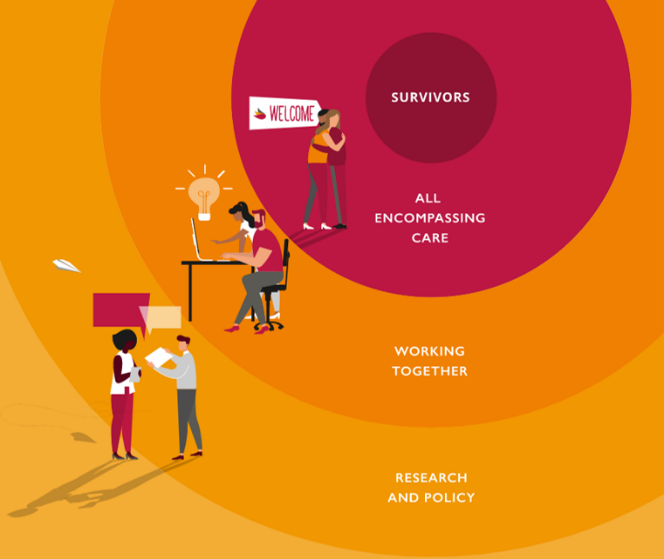 SURVIVORS
WELCOME
ALL
ENCOMPASSING
CARE
WORKING
TOGETHER
RESEARCH
AND POLICY